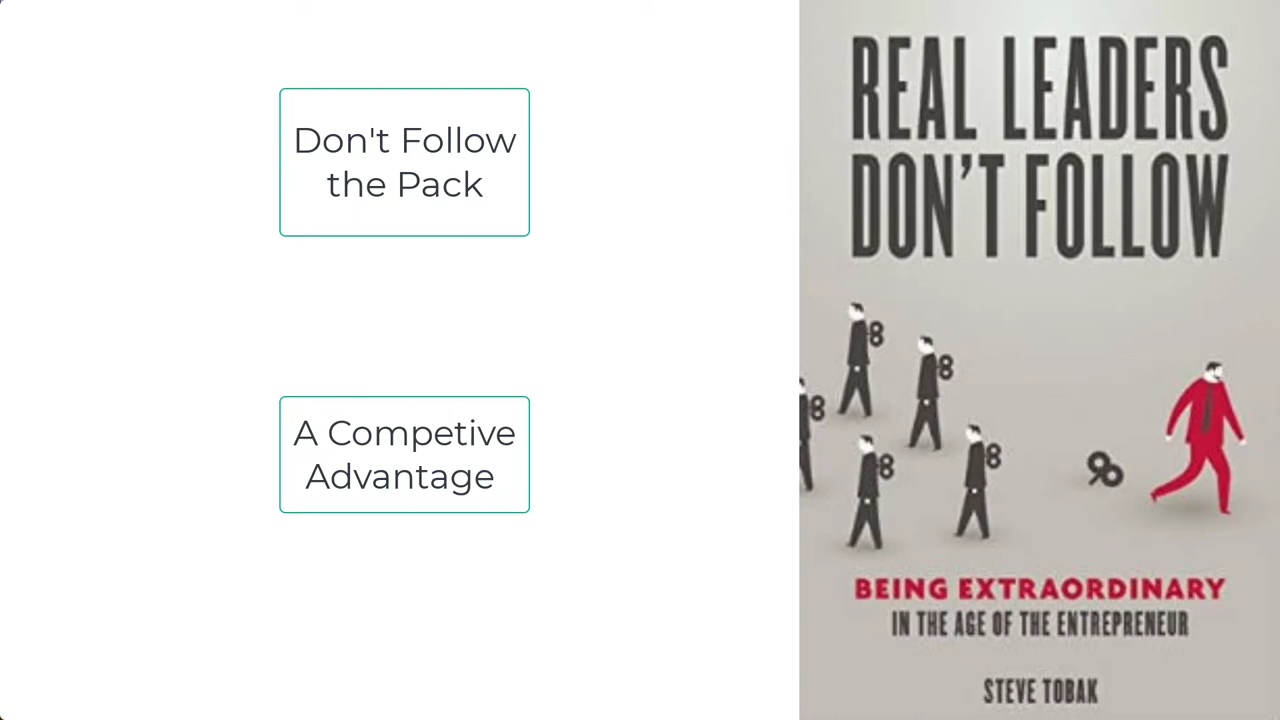 Don't Follow
the Pack
A Competive
Advantage
REAL LEADERS
DON'T FOLLOW
BEING EXTRAORDINARY
IN THE AGE OF THE ENTREPRENEUR
STEVE TOBAK